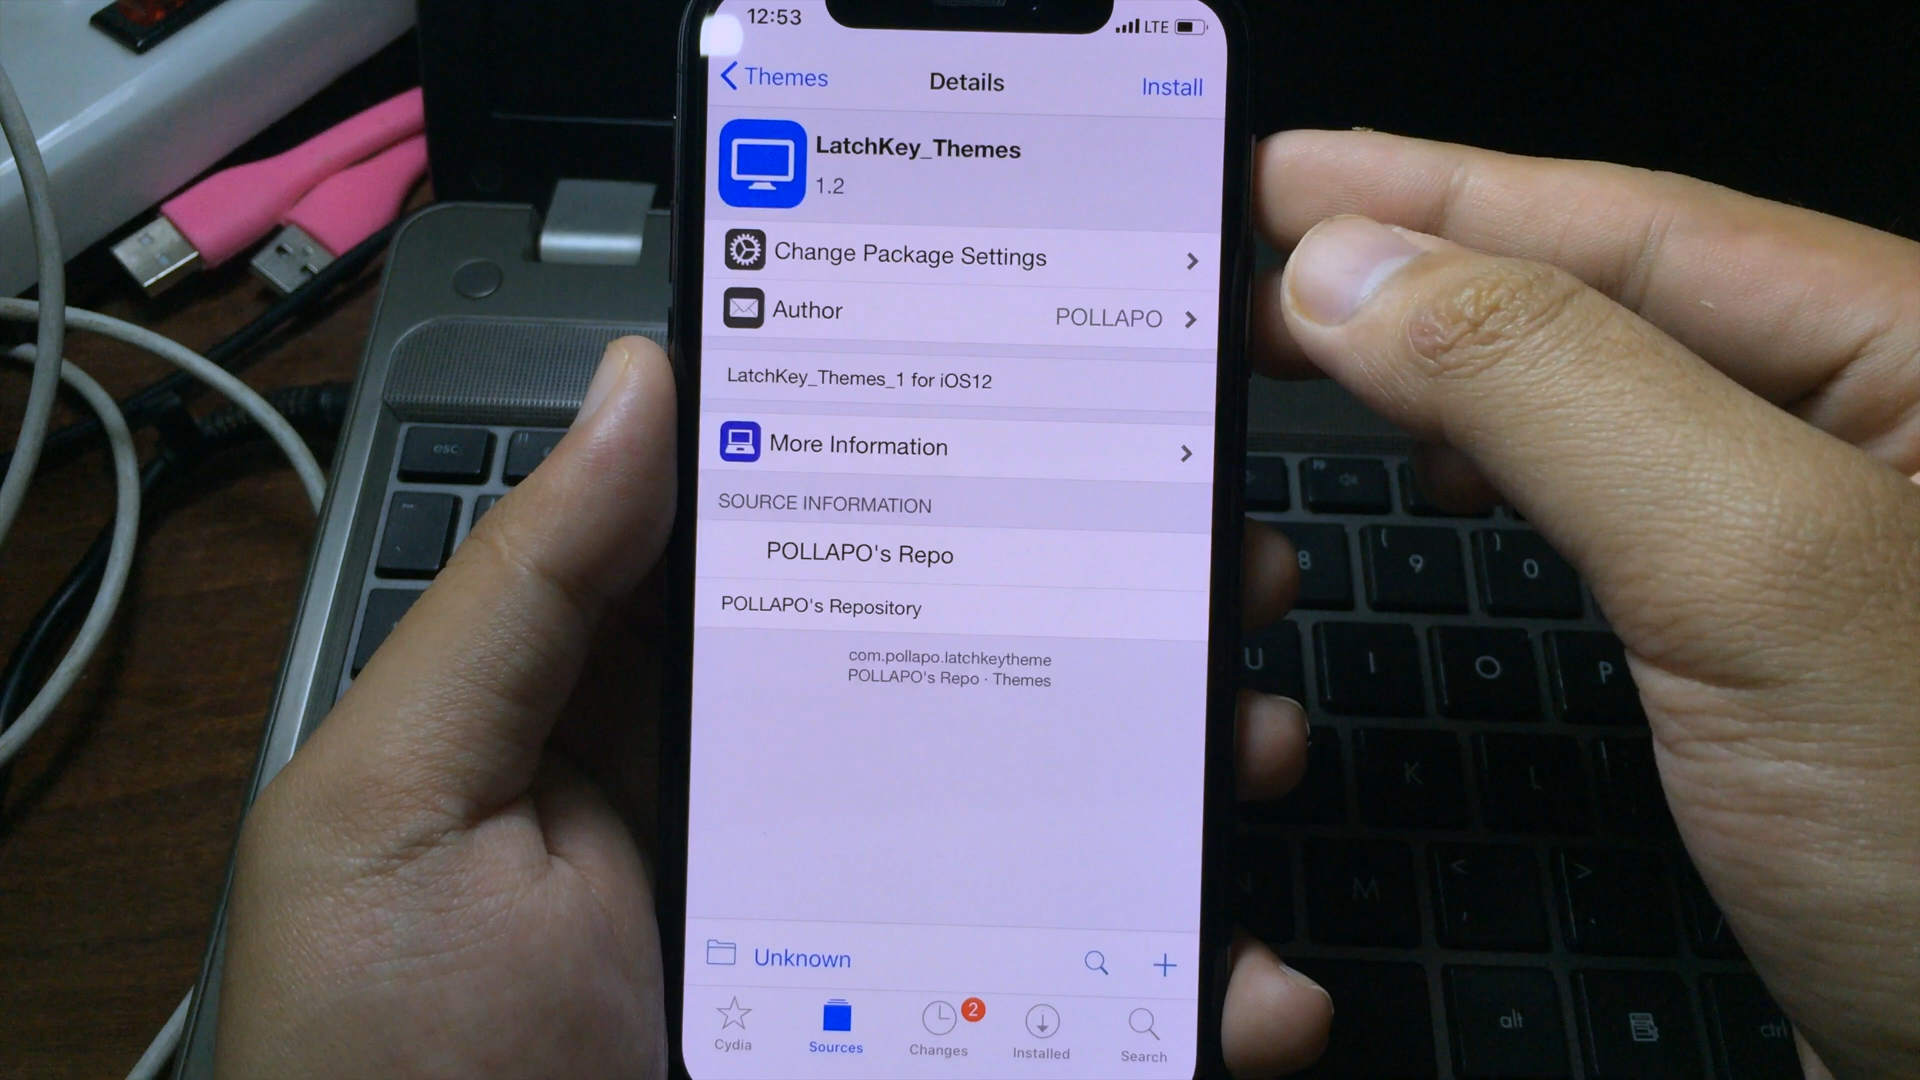 12:53
LTE
Themes
Details
Install
LatchKey_Themes
1.2
Change Package Settings
Author
POLLAPO
LatchKey_Themes_1 for iOS12
More Information
SOURCE INFORMATION
POLLAPO's Repo
POLLAPO's Repository
com.pollapo.latchkeytheme
POLLAPO's Repo · Themes
Unknown
Cydia
Sources
2
Changes
Installed
Search
esc
8
( 9
) 0
U
I
O
P
K
L
M
<
,
>
.
alt
ctrl